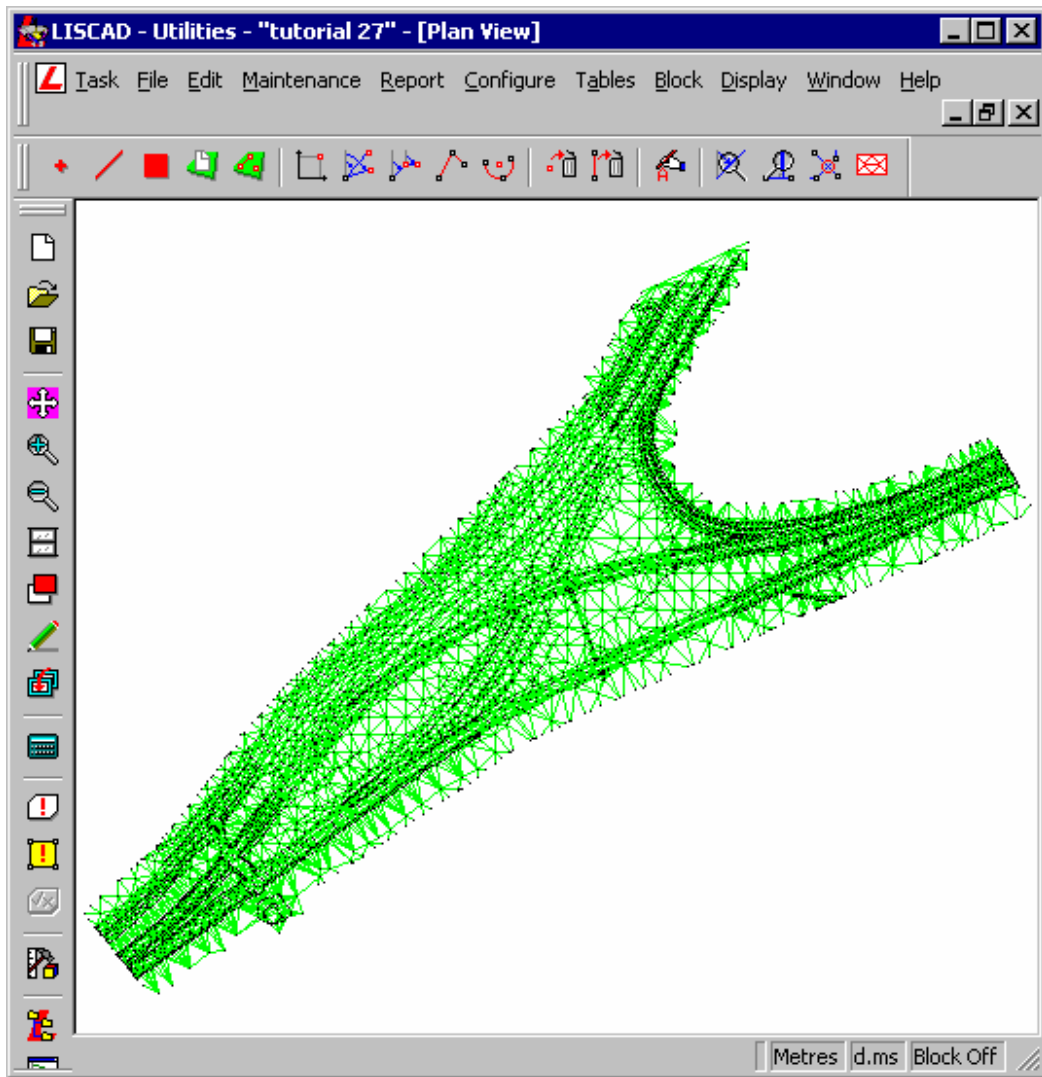 LISCAD - Utilities - "tutorial 27" - [Plan View]
Task File Edit Maintenance Report Configure Tables Block Display Window Help
Metres d.ms Block Off